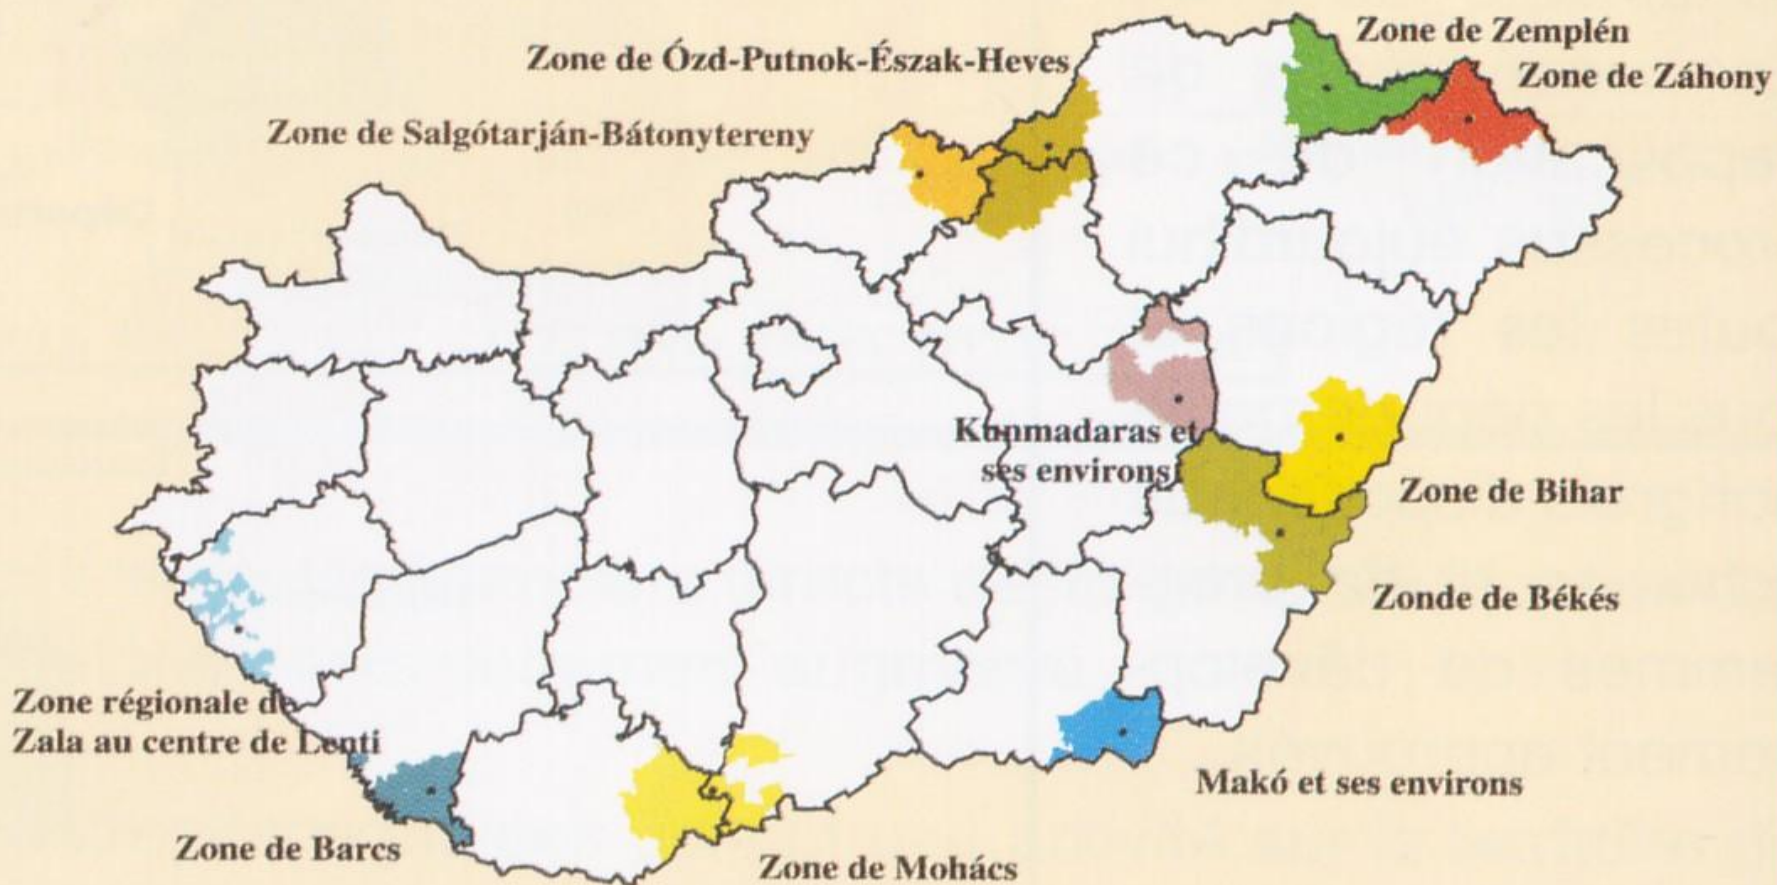 Zone de Zemplén
Zone de Ózd-Putnok-Észak-Heves
Zone de Záhony
Zone de Salgótarján-Bátonytereny
Kunmadaras et
ses environs
Zone de Bihar
Zonde de Békés
Zone régionale de
Zala au centre de Lenti
Makó et ses environs
Zone de Barcs
Zone de Mohács